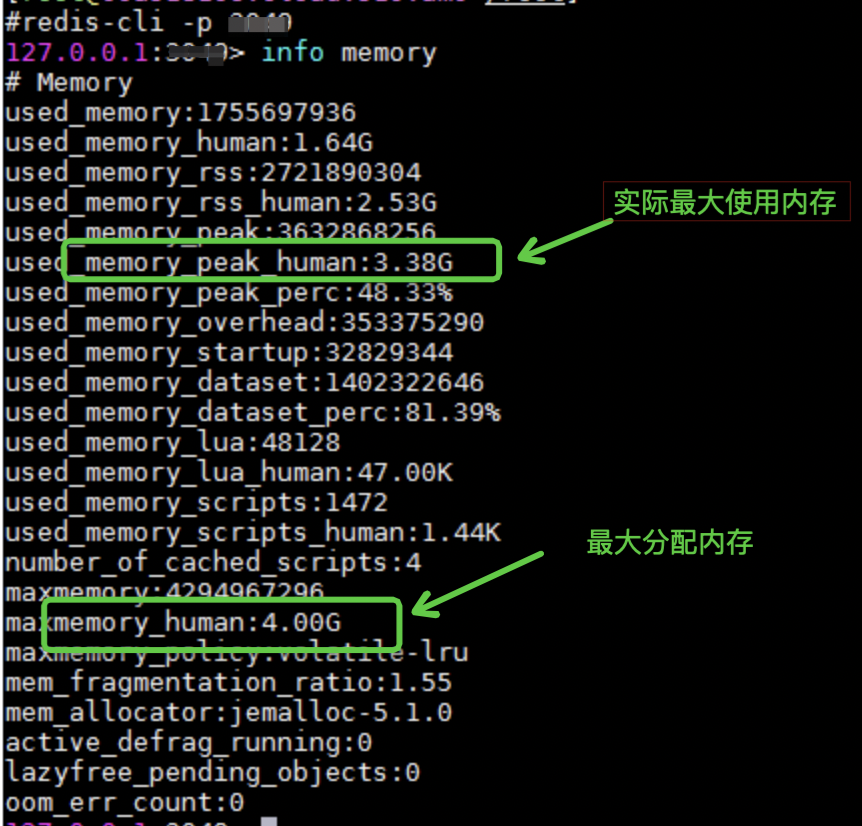 #redis-cli -p
127.0.0.1: > info memory
# Memory
used_memory:1755697936
used_memory_human:1.64G
used_memory_rss:2721890304
used_memory_rss_human:2.53G
实际最大使用内存
used_memory_peak:3632868256
used_memory_peak_human:3.38G
used_memory_peak_perc:48.33%
used_memory_overhead:353375290
used_memory_startup:32829344
used_memory_dataset:1402322646
used_memory_dataset_perc:81.39%
used_memory_lua:48128
used_memory_lua_human:47.00K
used_memory_scripts:1472
used_memory_scripts_human:1.44K
最大分配内存
number_of_cached_scripts:4
maxmemory:4294967296
maxmemory_human:4.00G
maxmemory_policy:volatile-lru
mem_fragmentation_ratio:1.55
mem_allocator:jemalloc-5.1.0
active_defrag_running:0
lazyfree_pending_objects:0
oom_err_count:0